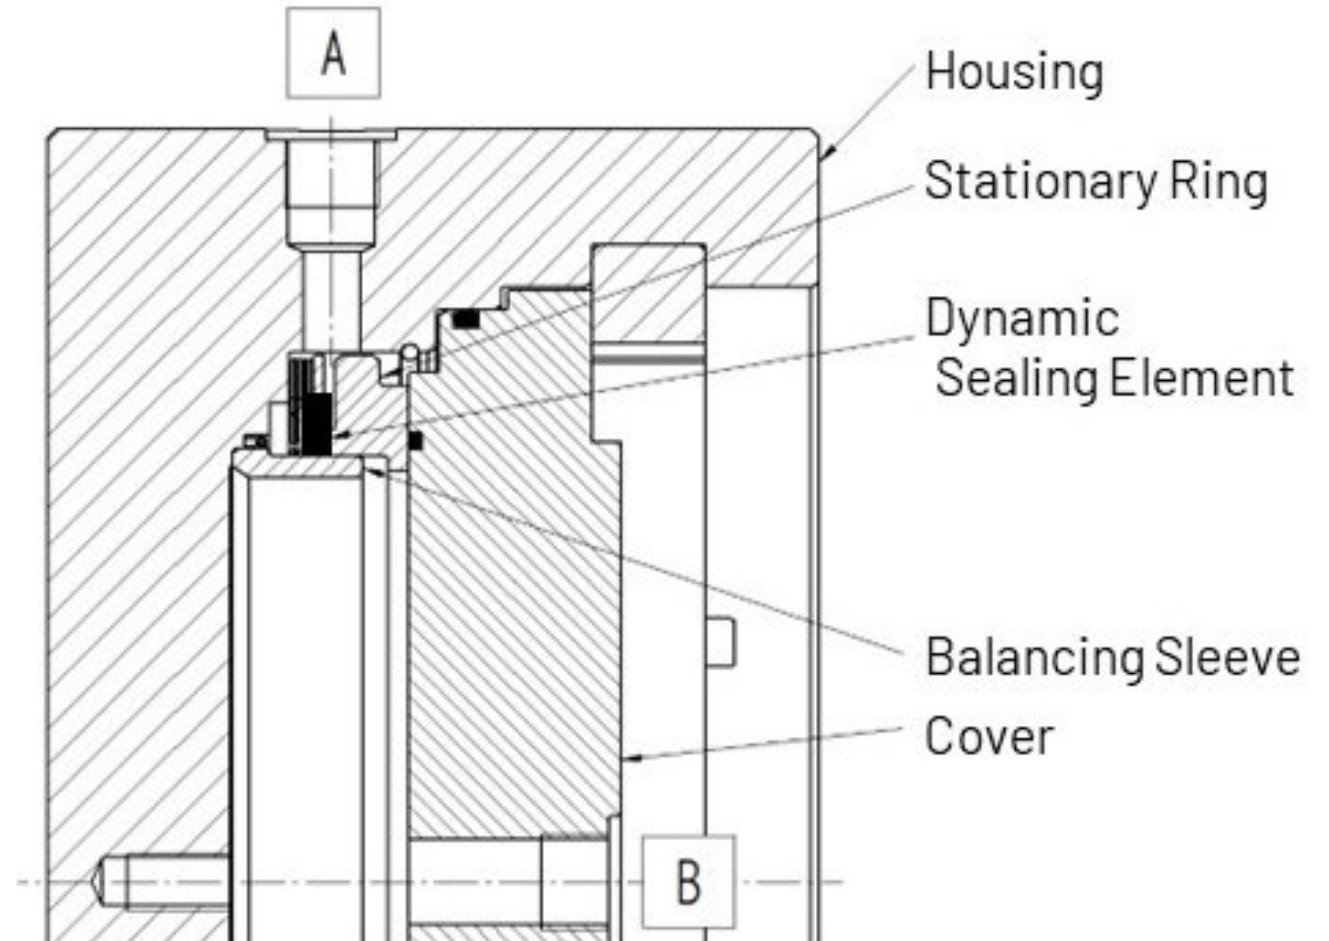 A
Housing
Stationary Ring
Dynamic
Sealing Element
Balancing Sleeve
Cover
B